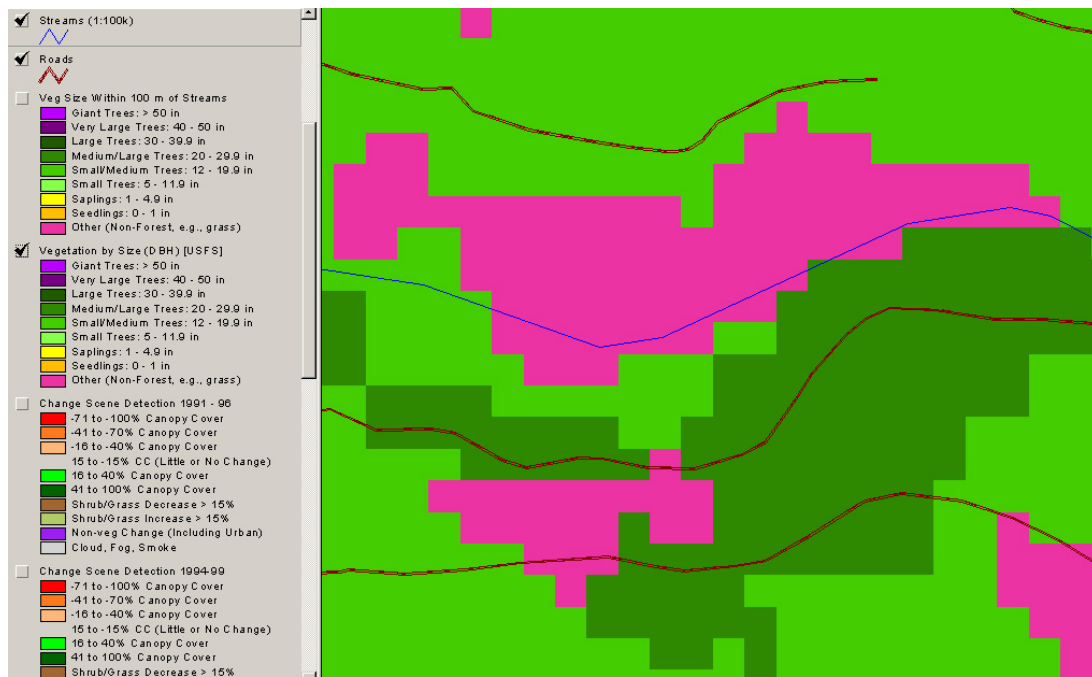 Streams (1:100k)
Roads
Veg Size Within 100 m of Streams
Giant Trees: > 50 in
Very Large Trees: 40 - 50 in
Large Trees: 30 - 39.9 in
Medium/Large Trees: 20 - 29.9 in
Small/Medium Trees: 12 - 19.9 in
Small Trees: 5 - 11.9 in
Saplings: 1 - 4.9 in
Seedlings: 0 - 1 in
Other (Non-Forest, e.g., grass)
Vegetation by Size (DBH) [USFS]
Giant Trees: > 50 in
Very Large Trees: 40 - 50 in
Large Trees: 30 - 39.9 in
Medium/Large Trees: 20 - 29.9 in
Small/Medium Trees: 12 - 19.9 in
Small Trees: 5 - 11.9 in
Saplings: 1 - 4.9 in
Seedlings: 0 - 1 in
Other (Non-Forest, e.g., grass)
Change Scene Detection 1991 - 96
-71 to -100% Canopy Cover
-41 to -70% Canopy Cover
-16 to -40% Canopy Cover
15 to -15% CC (Little or No Change)
16 to 40% Canopy Cover
41 to 100% Canopy Cover
Shrub/Grass Decrease > 15%
Shrub/Grass Increase > 15%
Non-veg Change (Including Urban)
Cloud, Fog, Smoke
Change Scene Detection 1994-99
-71 to -100% Canopy Cover
-41 to -70% Canopy Cover
-16 to -40% Canopy Cover
15 to -15% CC (Little or No Change)
16 to 40% Canopy Cover
41 to 100% Canopy Cover
Shrub/Grass Decrease > 15%